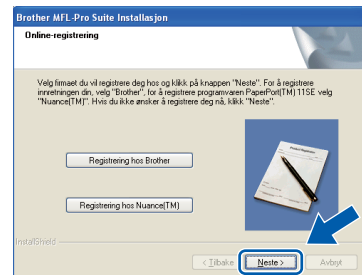 Brother MFL-Pro Suite Installasjon
Online-registrering
Velg firmaet du vil registrere deg hos og klikk på knappen "Neste". For å registrere
innretningen din, velg "Brother", for å registrere programvaren PaperPort(TM) 11SE velg
"Nuance(TM)". Hvis du ikke ønsker å registrere deg nå, klikk "Neste".
Registrering hos Brother
Product Registration
Registrering hos Nuance(TM)
InstallShield
< Tilbake Neste > Avbryt